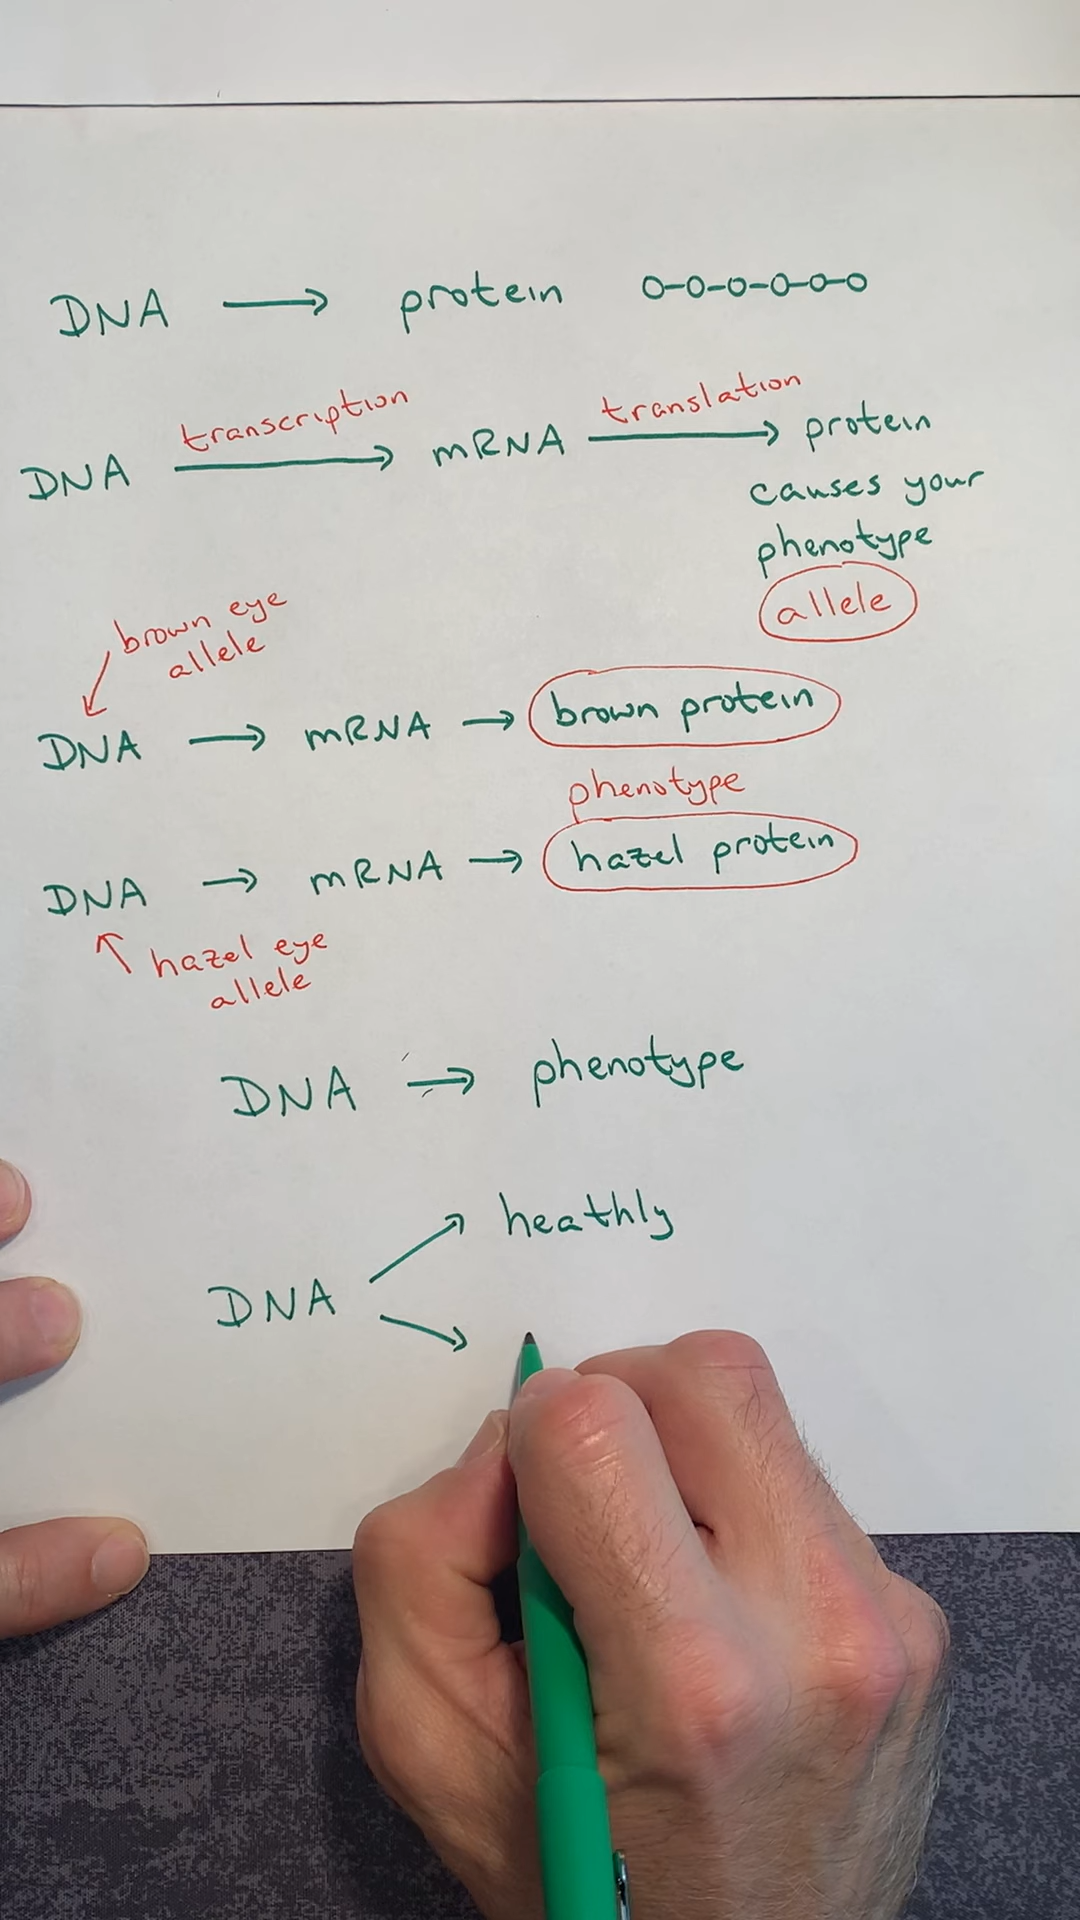 DNA → protein o-o-o-o-o-o
transcription translation
DNA → mRNA → protein
causes your
phenotype
allele
brown eye
allele
DNA → mRNA → brown protein
phenotype
DNA → mRNA → hazel protein
hazel eye
allele
DNA → phenotype
heathly
DNA